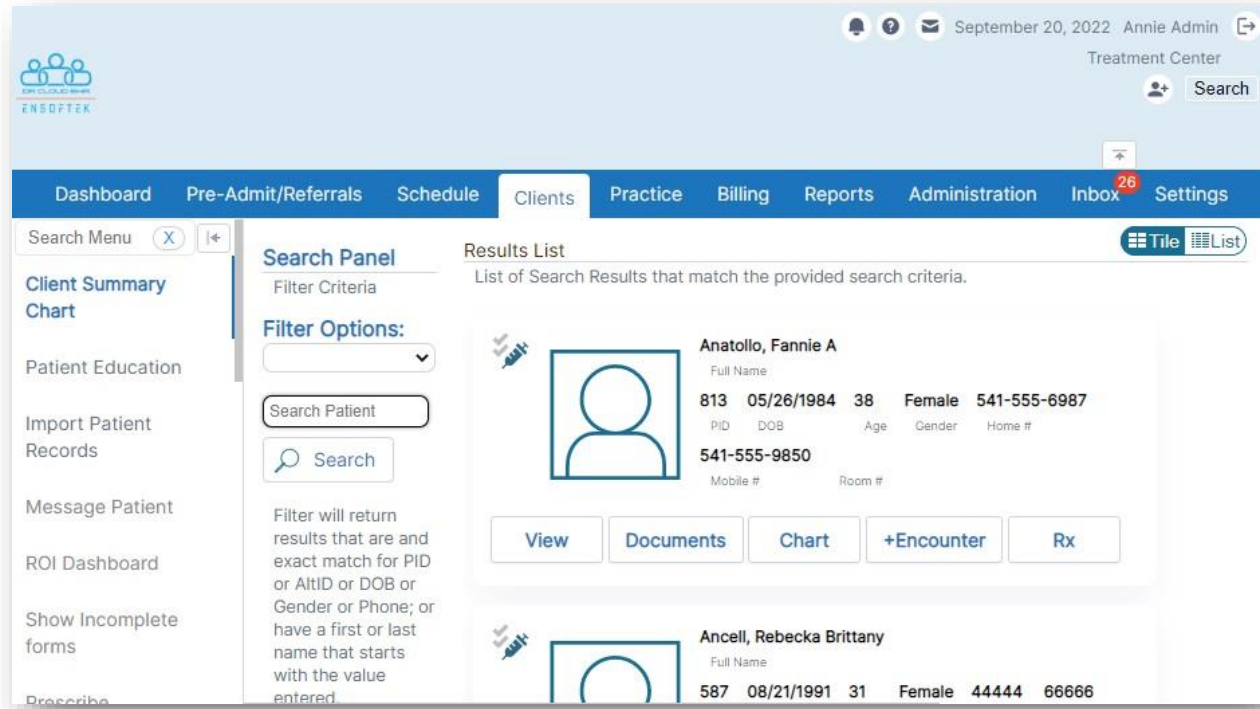 September 20, 2022 Annie Admin
Treatment Center
Search
DR CLOUD EHR
ENSOFTEK
Dashboard Pre-Admit/Referrals Schedule Clients Practice Billing Reports Administration Inbox 26 Settings
Search Menu X
Client Summary
Chart
Patient Education
Import Patient
Records
Message Patient
ROI Dashboard
Show Incomplete
forms
Prescribe
Search Panel
Filter Criteria
Filter Options:
Search Patient
Search
Filter will return
results that are and
exact match for PID
or AltID or DOB or
Gender or Phone; or
have a first or last
name that starts
with the value
entered.
Results List
Tile List
List of Search Results that match the provided search criteria.
Anatollo, Fannie A
Full Name
813 05/26/1984 38 Female 541-555-6987
PID DOB Age Gender Home #
541-555-9850
Mobile # Room #
View Documents Chart +Encounter Rx
Ancell, Rebecka Brittany
Full Name
587 08/21/1991 31 Female 44444 66666